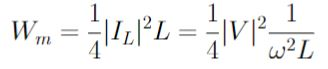 $W_m = \frac{1}{4}|I_L|^2 L = \frac{1}{4}|V|^2 \frac{1}{\omega^2 L}$